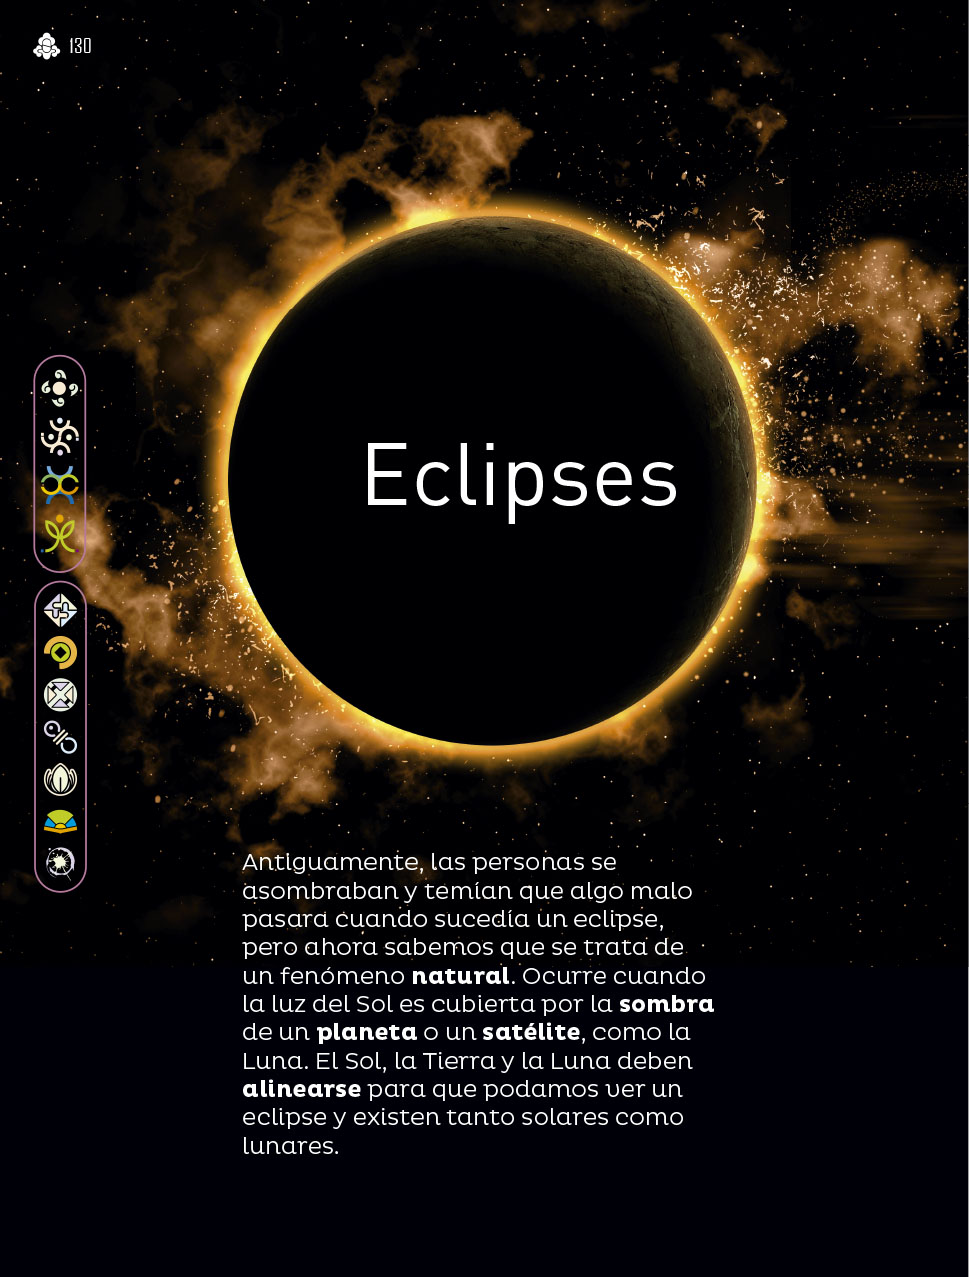 130
Eclipses
Antiguamente, las personas se
asombraban y temían que algo malo
pasara cuando sucedía un eclipse,
pero ahora sabemos que se trata de
un fenómeno natural. Ocurre cuando
la luz del Sol es cubierta por la sombra
de un planeta o un satélite, como la
Luna. El Sol, la Tierra y la Luna deben
alinearse para que podamos ver un
eclipse y existen tanto solares como
lunares.